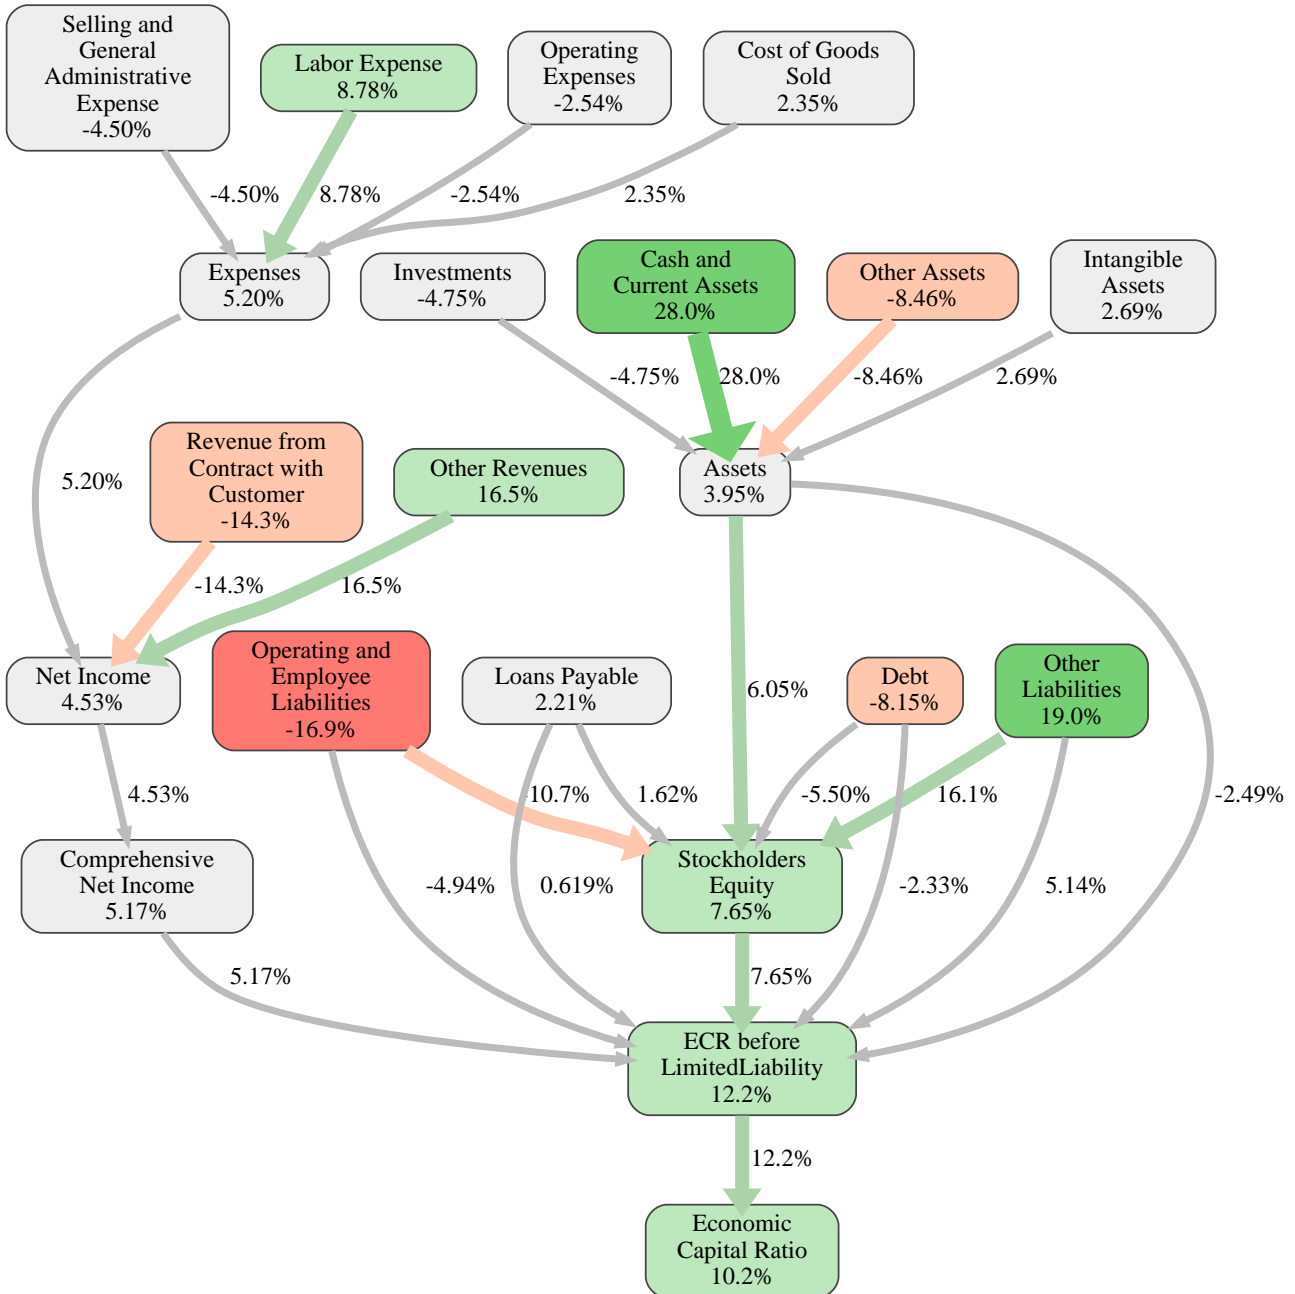 Selling and
General
Administrative
Expense
-4.50%
Labor Expense
8.78%
Operating
Expenses
-2.54%
Cost of Goods
Sold
2.35%
-4.50%
8.78%
-2.54%
2.35%
Expenses
5.20%
Investments
-4.75%
Cash and
Current Assets
28.0%
Other Assets
-8.46%
Intangible
Assets
2.69%
-4.75%
28.0%
-8.46%
2.69%
5.20%
Revenue from
Contract with
Customer
-14.3%
Other Revenues
16.5%
Assets
3.95%
-14.3%
16.5%
Net Income
4.53%
Operating and
Employee
Liabilities
-16.9%
Loans Payable
2.21%
6.05%
Debt
-8.15%
Other
Liabilities
19.0%
4.53%
-10.7%
1.62%
-5.50%
16.1%
-2.49%
Comprehensive
Net Income
5.17%
-4.94%
0.619%
Stockholders
Equity
7.65%
-2.33%
5.14%
5.17%
7.65%
ECR before
LimitedLiability
12.2%
12.2%
Economic
Capital Ratio
10.2%